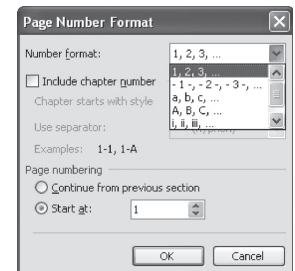 Page Number Format
Number format:
1, 2, 3, ...
1, 2, 3, ...
- 1 -, - 2 -, - 3 -, ...
a, b, c, ...
A, B, C, ...
i, ii, iii, ...
Include chapter number
Chapter starts with style
Use separator:
Examples: 1-1, 1-A
Page numbering
Continue from previous section
Start at:
1
OK
Cancel